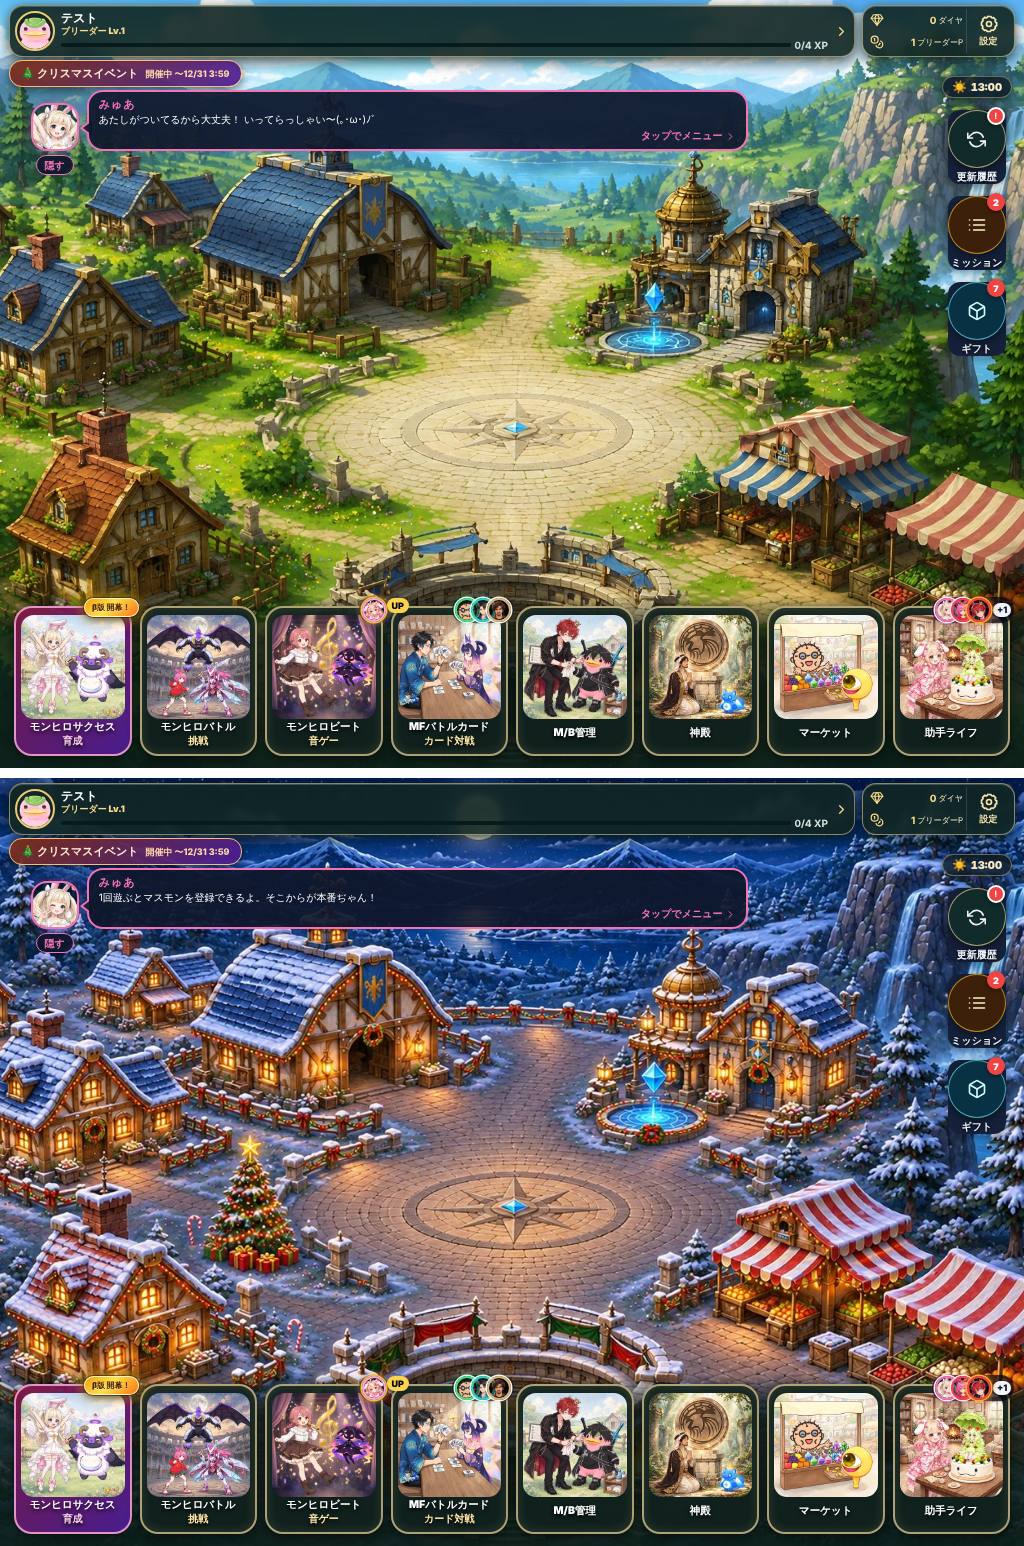 テスト
ブリーダー Lv.1
0/4 XP
0 ダイヤ
1 ブリーダーP
設定
🎄 クリスマスイベント 開催中 〜12/31 3:59
☀️ 13:00
みゅあ
あたしがついてるから大丈夫！ いってらっしゃい〜(｡･ω･)ﾉﾞ
タップでメニュー
隠す
!
更新履歴
2
ミッション
7
ギフト
β版 開幕！
UP
+1
モンヒロサクセス
育成
モンヒロバトル
挑戦
モンヒロビート
音ゲー
MFバトルカード
カード対戦
M/B管理
神殿
マーケット
助手ライフ
テスト
ブリーダー Lv.1
0/4 XP
0 ダイヤ
1 ブリーダーP
設定
🎄 クリスマスイベント 開催中 〜12/31 3:59
☀️ 13:00
みゅあ
1回遊ぶとマスモンを登録できるよ。そこからが本番ぢゃん！
タップでメニュー
隠す
!
更新履歴
2
ミッション
7
ギフト
β版 開幕！
UP
+1
モンヒロサクセス
育成
モンヒロバトル
挑戦
モンヒロビート
音ゲー
MFバトルカード
カード対戦
M/B管理
神殿
マーケット
助手ライフ